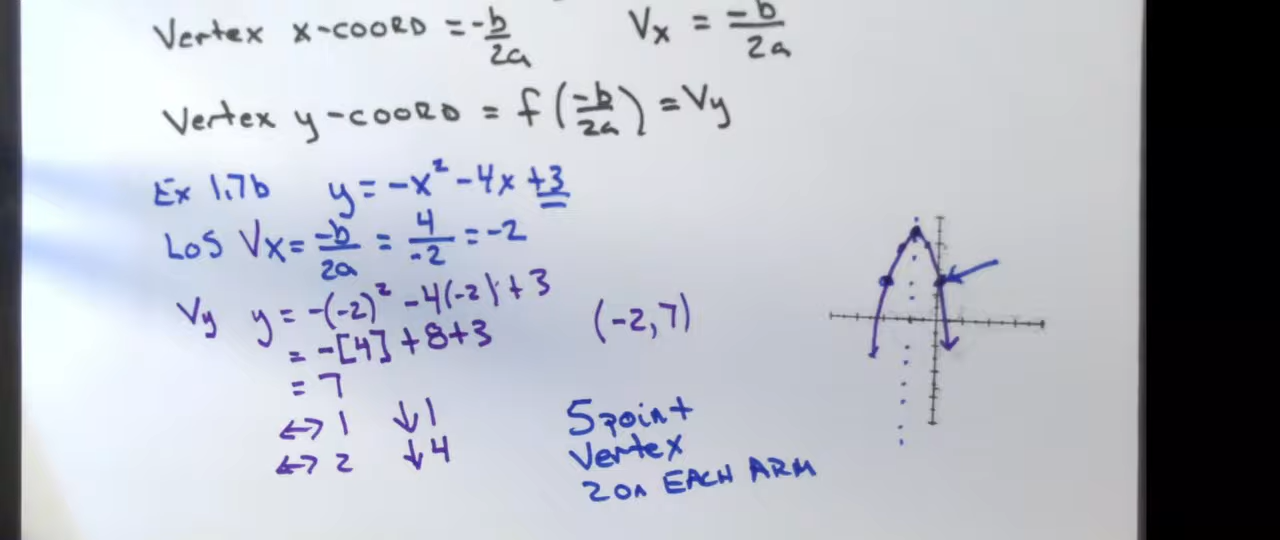 Vertex x-coord = -b/2a Vx = -b/2a
Vertex y-coord = f(-b/2a) = Vy
Ex 1.7b y = -x² - 4x + 3
LOS Vx = -b/2a = 4/-2 = -2
Vy y = -(-2)² - 4(-2) + 3
= -[4] + 8 + 3
(-2, 7)
= 7
↔ 1 ↓ 1
↔ 2 ↓ 4
5 point
Vertex
2 on EACH ARM